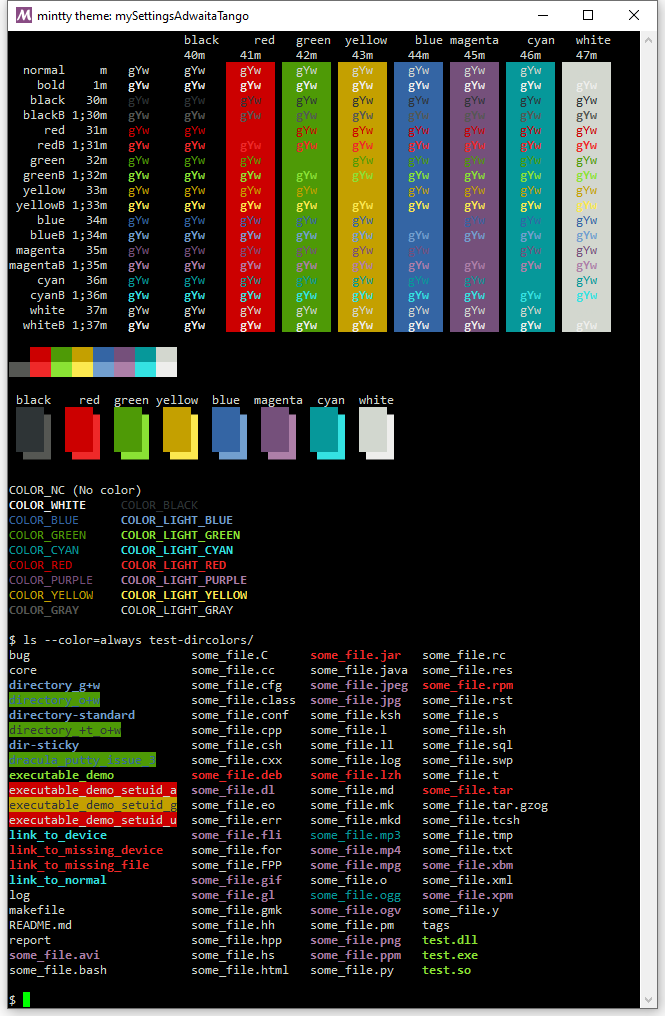 M mintty theme: mySettingsAdwaitaTango
black red green yellow blue magenta cyan white
40m 41m 42m 43m 44m 45m 46m 47m
normal m gYw gYw gYw gYw gYw gYw gYw gYw gYw
bold 1m gYw gYw gYw gYw gYw gYw gYw gYw gYw
black 30m gYw gYw gYw gYw gYw gYw gYw gYw gYw
blackB 1;30m gYw gYw gYw gYw gYw gYw gYw gYw gYw
red 31m gYw gYw gYw gYw gYw gYw gYw gYw
redB 1;31m gYw gYw gYw gYw gYw gYw gYw gYw gYw
green 32m gYw gYw gYw gYw gYw gYw gYw gYw
greenB 1;32m gYw gYw gYw gYw gYw gYw gYw gYw gYw
yellow 33m gYw gYw gYw gYw gYw gYw gYw gYw
yellowB 1;33m gYw gYw gYw gYw gYw gYw gYw gYw gYw
blue 34m gYw gYw gYw gYw gYw gYw gYw gYw
blueB 1;34m gYw gYw gYw gYw gYw gYw gYw gYw gYw
magenta 35m gYw gYw gYw gYw gYw gYw gYw gYw
magentaB 1;35m gYw gYw gYw gYw gYw gYw gYw gYw gYw
cyan 36m gYw gYw gYw gYw gYw gYw gYw gYw
cyanB 1;36m gYw gYw gYw gYw gYw gYw gYw gYw gYw
white 37m gYw gYw gYw gYw gYw gYw gYw gYw
whiteB 1;37m gYw gYw gYw gYw gYw gYw gYw gYw gYw
black red green yellow blue magenta cyan white
COLOR_NC (No color)
COLOR_WHITE COLOR_BLACK
COLOR_BLUE COLOR_LIGHT_BLUE
COLOR_GREEN COLOR_LIGHT_GREEN
COLOR_CYAN COLOR_LIGHT_CYAN
COLOR_RED COLOR_LIGHT_RED
COLOR_PURPLE COLOR_LIGHT_PURPLE
COLOR_YELLOW COLOR_LIGHT_YELLOW
COLOR_GRAY COLOR_LIGHT_GRAY
$ ls --color=always test-dircolors/
bug some_file.C some_file.jar some_file.rc
core some_file.cc some_file.java some_file.res
directory_g+w some_file.cfg some_file.jpeg some_file.rpm
directory_o+w some_file.class some_file.jpg some_file.rst
directory-standard some_file.conf some_file.ksh some_file.s
directory_+t_o+w some_file.cpp some_file.l some_file.sh
dir-sticky some_file.csh some_file.ll some_file.sql
dracula_putty_issue_3 some_file.cxx some_file.log some_file.swp
executable_demo some_file.deb some_file.lzh some_file.t
executable_demo_setuid_a some_file.dl some_file.md some_file.tar
executable_demo_setuid_g some_file.eo some_file.mk some_file.tar.gzog
executable_demo_setuid_u some_file.err some_file.mkd some_file.tcsh
link_to_device some_file.fli some_file.mp3 some_file.tmp
link_to_missing_device some_file.for some_file.mp4 some_file.txt
link_to_missing_file some_file.FPP some_file.mpg some_file.xbm
link_to_normal some_file.gif some_file.o some_file.xml
log some_file.gl some_file.ogg some_file.xpm
makefile some_file.gmk some_file.ogv some_file.y
README.md some_file.hh some_file.pm tags
report some_file.hpp some_file.png test.dll
some_file.avi some_file.hs some_file.ppm test.exe
some_file.bash some_file.html some_file.py test.so
$